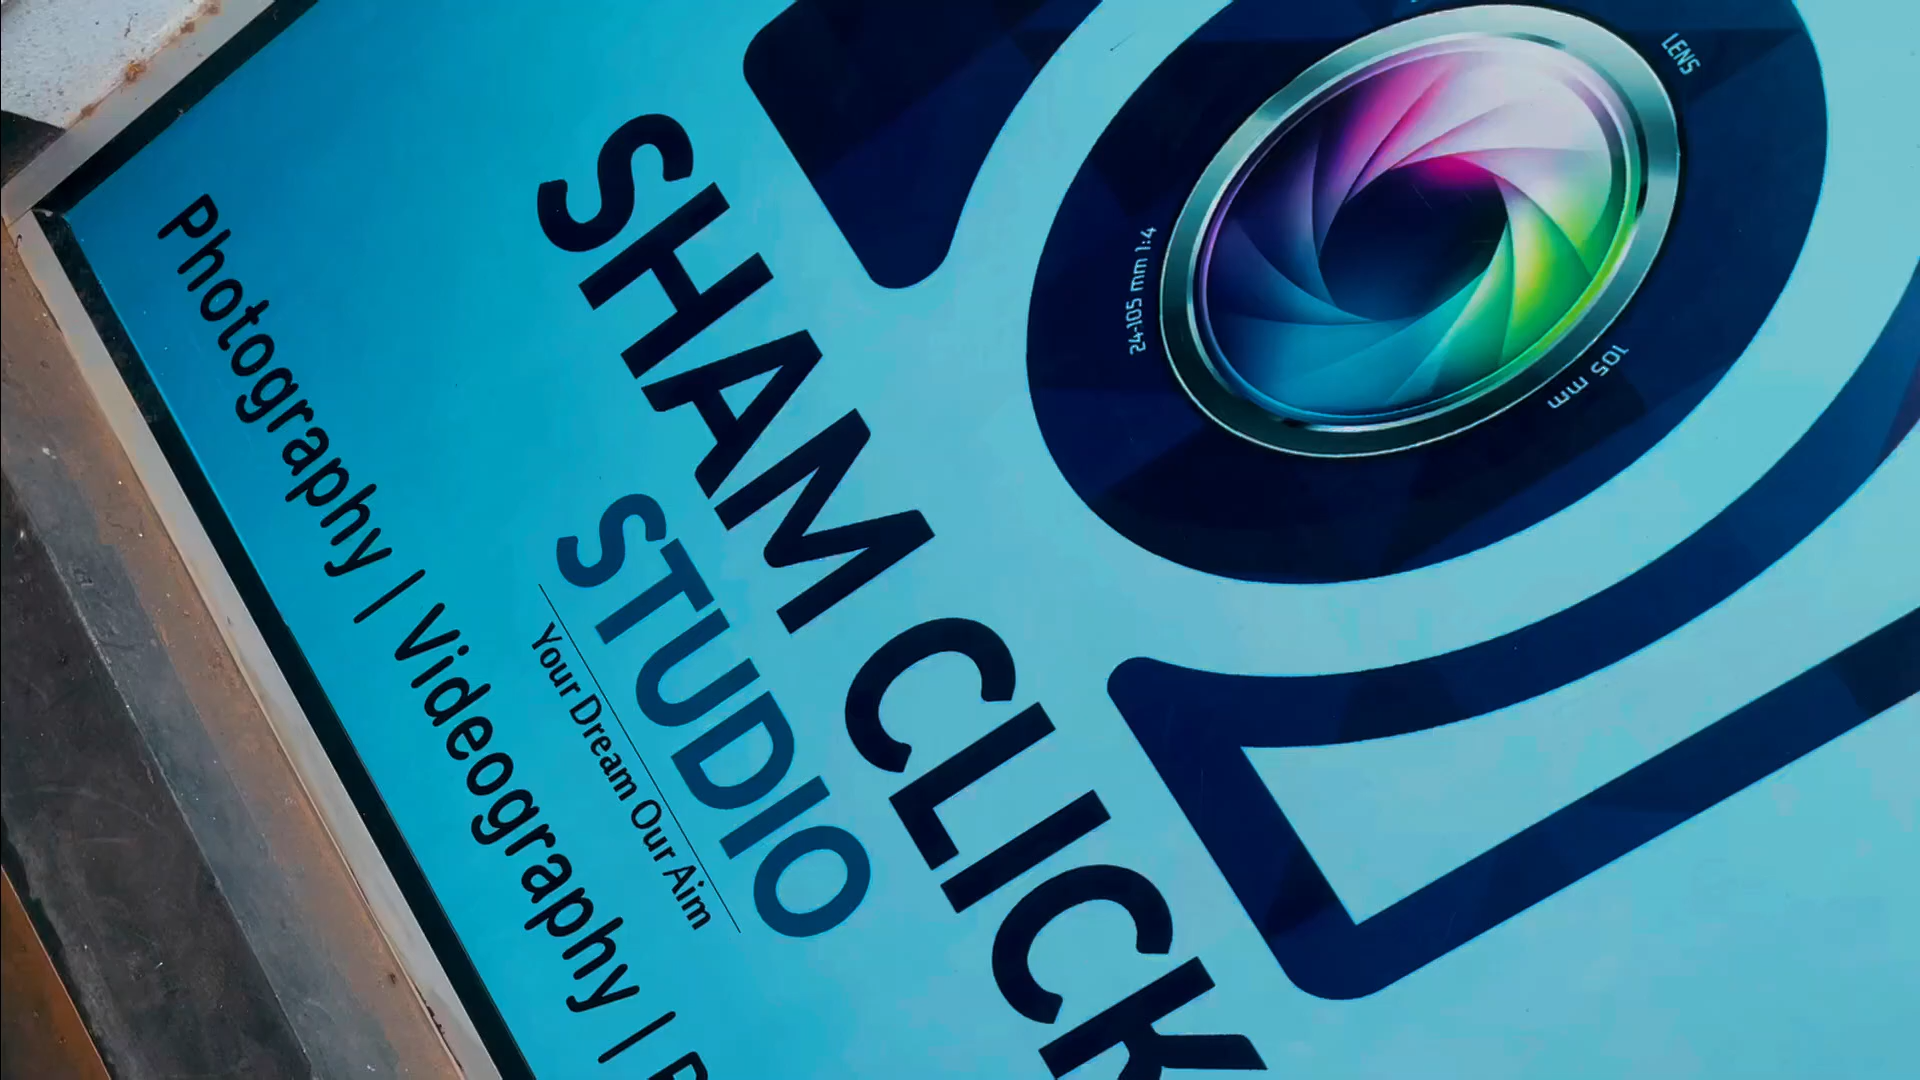 LENS
24-105 mm 1:4
105 mm
SHAM CLICK
STUDIO
Your Dream Our Aim
Photography | Videography |